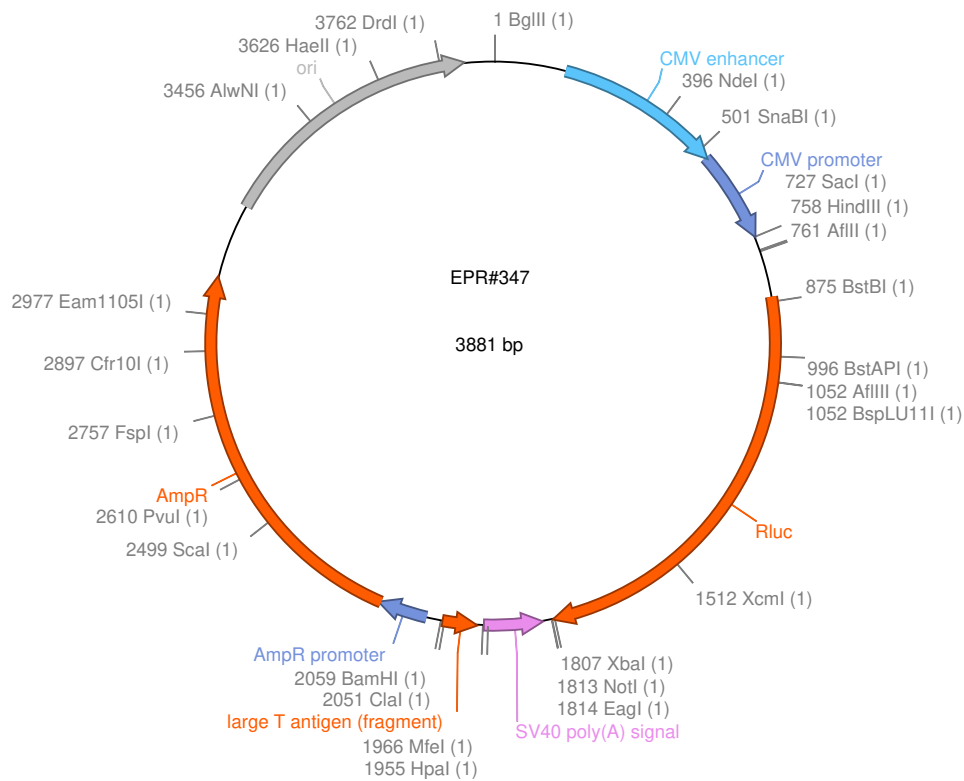 3762 DrdI (1)
1 BglII (1)
3626 HaeII (1)
ori
CMV enhancer
396 NdeI (1)
3456 AlwNI (1)
501 SnaBI (1)
CMV promoter
727 SacI (1)
758 HindIII (1)
761 AflII (1)
EPR#347
875 BstBI (1)
2977 Eam1105I (1)
3881 bp
2897 Cfr10I (1)
996 BstAPI (1)
1052 AflIII (1)
1052 BspLU11I (1)
2757 FspI (1)
AmpR
2610 PvuI (1)
Rluc
2499 ScaI (1)
1512 XcmI (1)
AmpR promoter
1807 XbaI (1)
2059 BamHI (1)
1813 NotI (1)
2051 ClaI (1)
1814 EagI (1)
large T antigen (fragment)
SV40 poly(A) signal
1966 MfeI (1)
1955 HpaI (1)